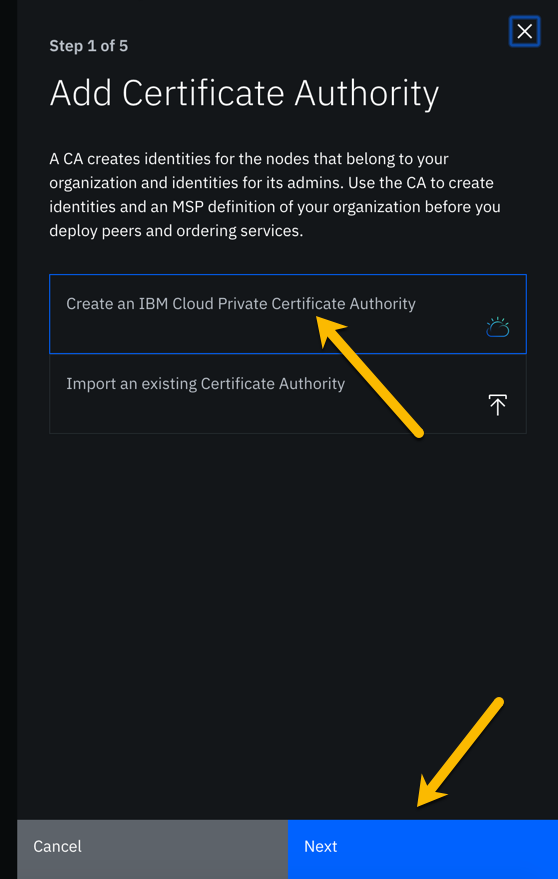 Step 1 of 5
Add Certificate Authority
A CA creates identities for the nodes that belong to your
organization and identities for its admins. Use the CA to create
identities and an MSP definition of your organization before you
deploy peers and ordering services.
Create an IBM Cloud Private Certificate Authority
Import an existing Certificate Authority
Cancel
Next